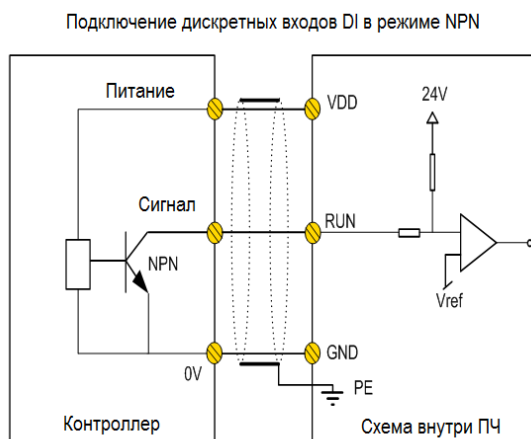 Подключение дискретных входов DI в режиме NPN
Питание
VDD
24V
Сигнал
RUN
NPN
Vref
0V
GND
PE
Контроллер
Схема внутри ПЧ